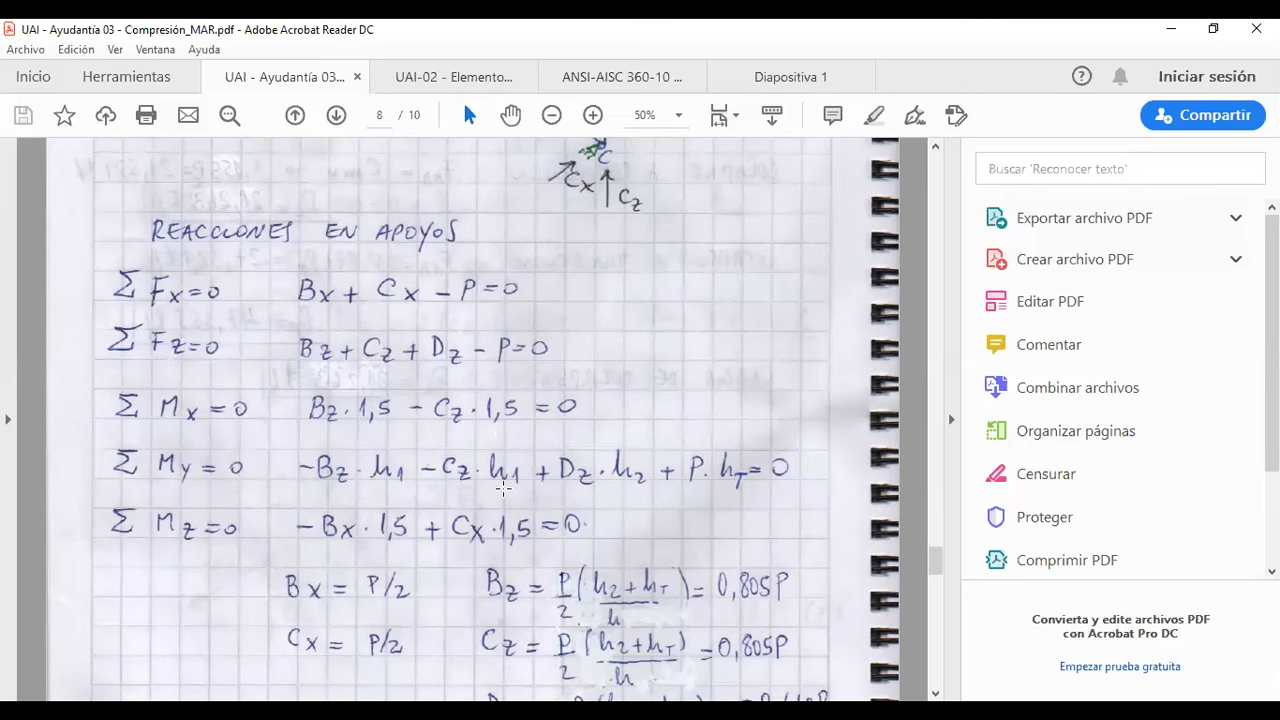 UAI - Ayudantía 03 - Compresión_MAR.pdf - Adobe Acrobat Reader DC
Archivo Edición Ver Ventana Ayuda
Inicio Herramientas UAI - Ayudantía 03... × UAI-02 - Elemento... ANSI-AISC 360-10 ... Diapositiva 1 Iniciar sesión
8 / 10 50% Compartir
C
Cx Cz
REACCIONES EN APOYOS
Σ Fx=0 Bx + Cx - P = 0
Σ Fz=0 Bz + Cz + Dz - P = 0
Σ Mx = 0 Bz · 1,5 - Cz · 1,5 = 0
Σ My = 0 -Bz · h1 - Cz · h1 + Dz · h2 + P · hT = 0
Σ Mz = 0 -Bx · 1,5 + Cx · 1,5 = 0.
Bx = P/2 Bz = P/2 (h2+hT/h) = 0,805P
Cx = P/2 Cz = P/2 (h2+hT/h) = 0,805P
Buscar 'Reconocer texto'
Exportar archivo PDF
Crear archivo PDF
Editar PDF
Comentar
Combinar archivos
Organizar páginas
Censurar
Proteger
Comprimir PDF
Convierta y edite archivos PDF
con Acrobat Pro DC
Empezar prueba gratuita